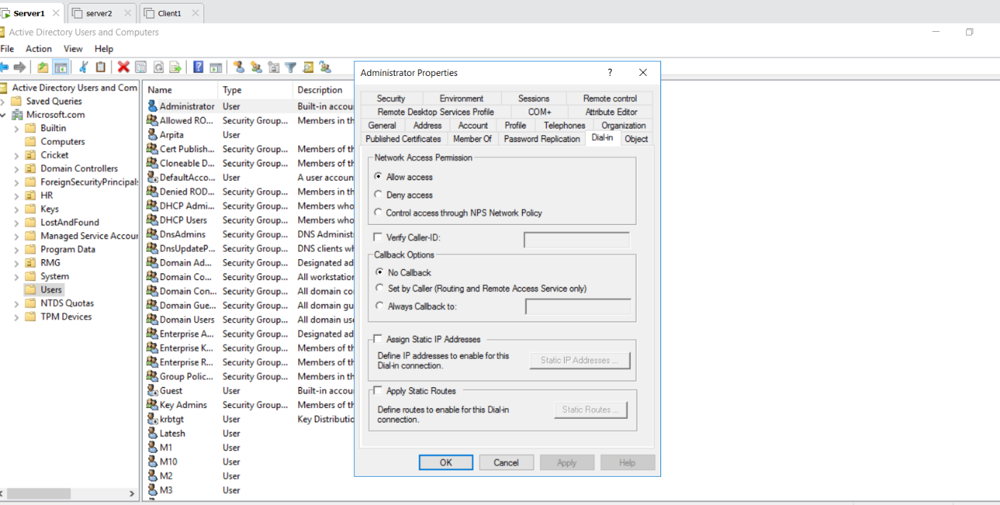 Server1
server2
Client1
Active Directory Users and Computers
File Action View Help
Active Directory Users and Com
Saved Queries
Microsoft.com
Builtin
Computers
Cricket
Domain Controllers
ForeignSecurityPrincipals
HR
Keys
LostAndFound
Managed Service Accour
Program Data
RMG
System
Users
NTDS Quotas
TPM Devices
Name Type Description
Administrator User Built-in accou
Allowed RO... Security Group... Members in th
Arpita User
Cert Publish... Security Group... Members of th
Cloneable D... Security Group... Members of th
DefaultAcco... User A user accoun
Denied ROD... Security Group... Members in th
DHCP Admi... Security Group... Members who
DHCP Users Security Group... Members who
DnsAdmins Security Group... DNS Administ
DnsUpdateP... Security Group... DNS clients wh
Domain Ad... Security Group... Designated ad
Domain Co... Security Group... All workstation
Domain Con... Security Group... All domain co
Domain Gue... Security Group... All domain gu
Domain Users Security Group... All domain use
Enterprise A... Security Group... Designated ad
Enterprise K... Security Group... Members of th
Enterprise R... Security Group... Members of th
Group Polic... Security Group... Members in th
Guest User Built-in accou
Key Admins Security Group... Members of th
krbtgt User Key Distributic
Latesh User
M1 User
M10 User
M2 User
M3 User
Administrator Properties ?
Security Environment Sessions Remote control
Remote Desktop Services Profile COM+ Attribute Editor
General Address Account Profile Telephones Organization
Published Certificates Member Of Password Replication Dial-in Object
Network Access Permission
Allow access
Deny access
Control access through NPS Network Policy
Verify Caller-ID:
Callback Options
No Callback
Set by Caller (Routing and Remote Access Service only)
Always Callback to:
Assign Static IP Addresses
Define IP addresses to enable for this
Dial-in connection.
Static IP Addresses ...
Apply Static Routes
Define routes to enable for this Dial-in
connection.
Static Routes ...
OK Cancel Apply Help